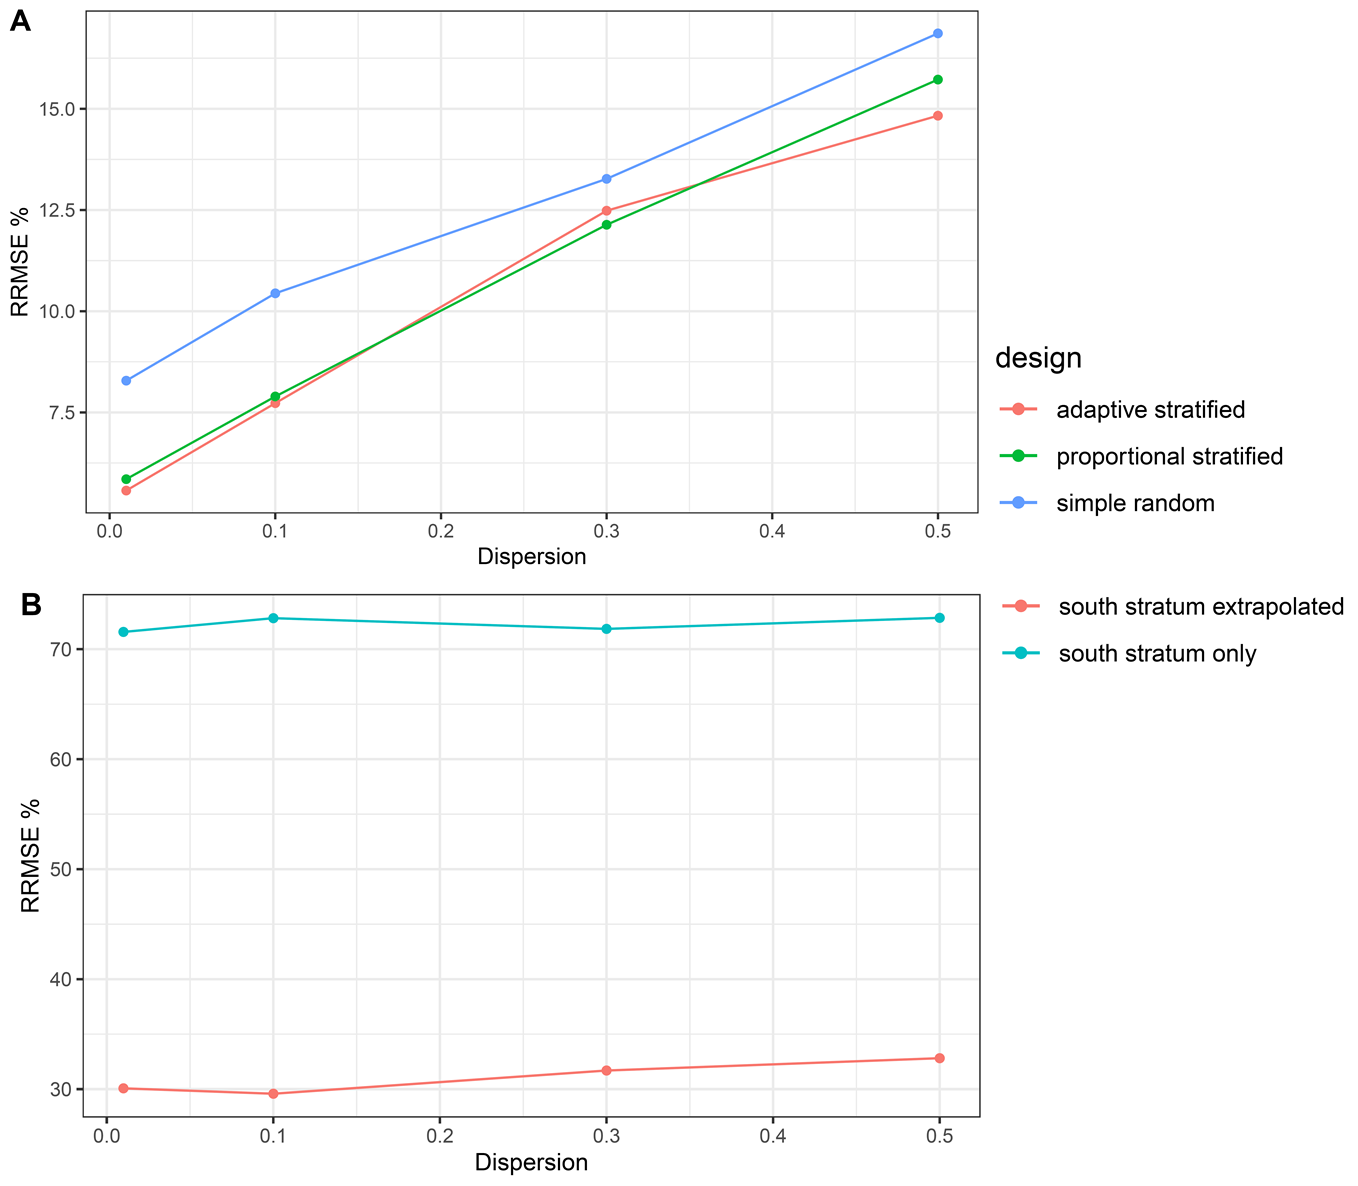 A
RRMSE %
15.0
12.5
10.0
7.5
0.0 0.1 0.2 0.3 0.4 0.5
Dispersion
design
adaptive stratified
proportional stratified
simple random
B
RRMSE %
70
60
50
40
30
0.0 0.1 0.2 0.3 0.4 0.5
Dispersion
south stratum extrapolated
south stratum only